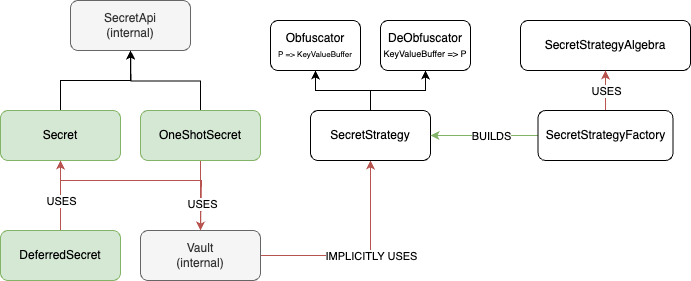 SecretApi
(internal)
Obfuscator
P => KeyValueBuffer
DeObfuscator
KeyValueBuffer => P
SecretStrategyAlgebra
USES
Secret
OneShotSecret
SecretStrategy
BUILDS
SecretStrategyFactory
USES
USES
DeferredSecret
Vault
(internal)
IMPLICITLY USES